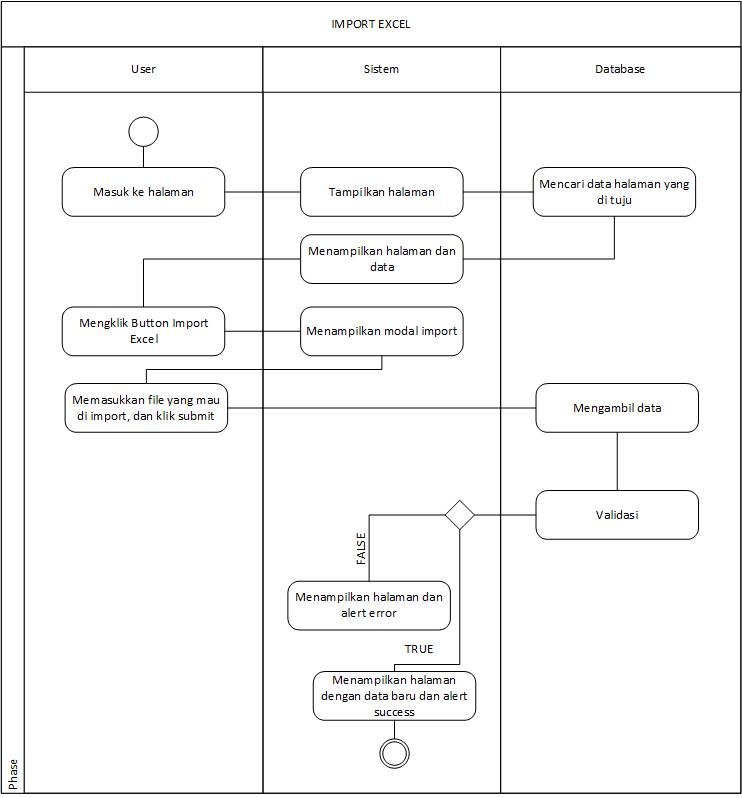 IMPORT EXCEL
User
Sistem
Database
Masuk ke halaman
Tampilkan halaman
Mencari data halaman yang
di tuju
Menampilkan halaman dan
data
Mengklik Button Import
Excel
Menampilkan modal import
Memasukkan file yang mau
di import, dan klik submit
Mengambil data
Validasi
FALSE
Menampilkan halaman dan
alert error
TRUE
Menampilkan halaman
dengan data baru dan alert
success
Phase